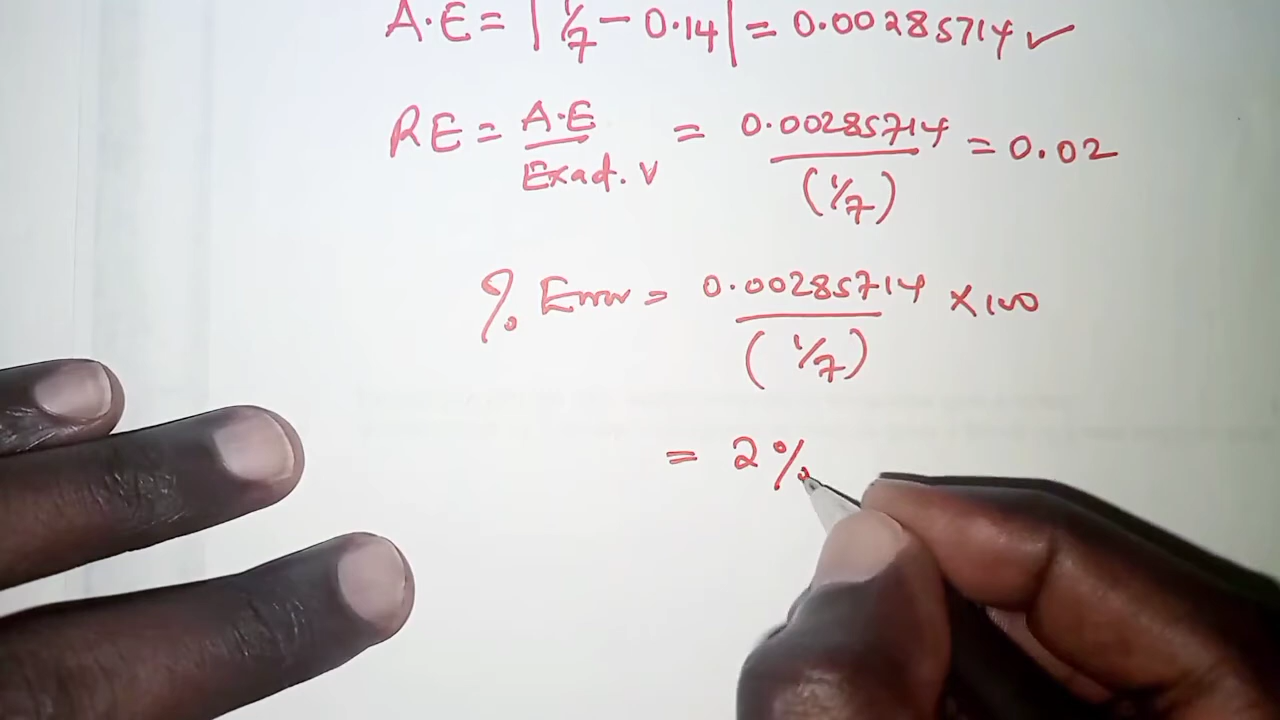 A.E = | 1/7 - 0.14 | = 0.00285714 ✓
RE = A.E / Exact. V = 0.00285714 / (1/7) = 0.02
% Error = 0.00285714 / (1/7) × 100
= 2%